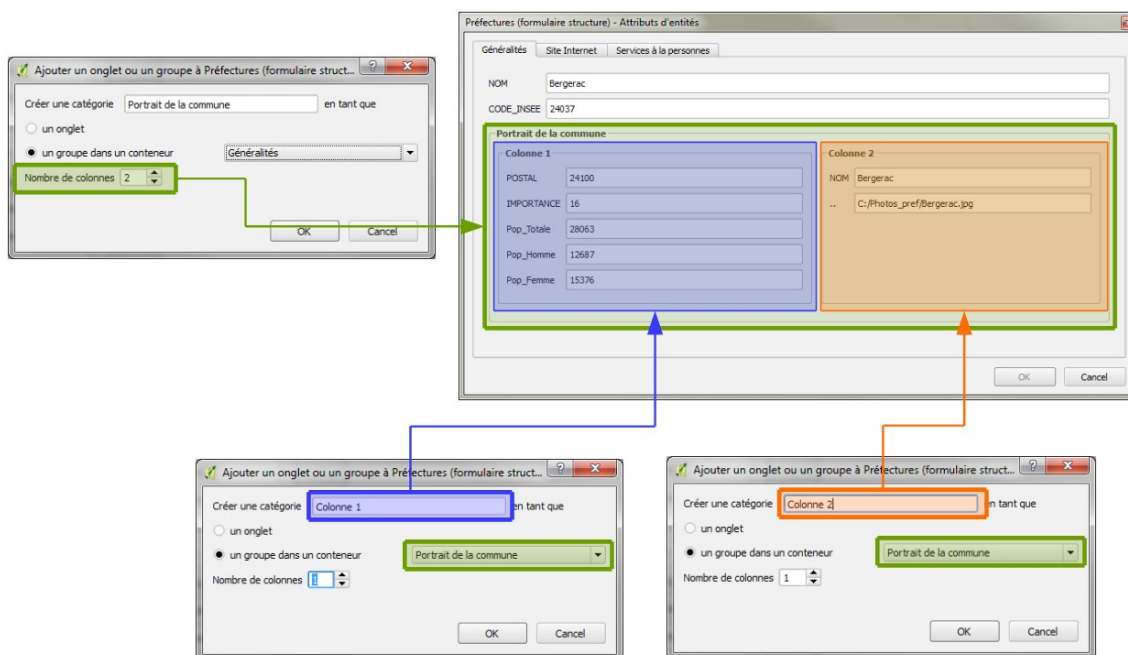 Préfectures (formulaire structure) - Attributs d'entités
Généralités
Site Internet
Services à la personnes
NOM Bergerac
CODE_INSEE 24037
Portrait de la commune
Colonne 1
POSTAL 24100
IMPORTANCE 16
Pop_Totale 28063
Pop_Homme 12687
Pop_Femme 15376
Colonne 2
NOM Bergerac
.. C:/Photos_pref/Bergerac.jpg
OK
Cancel
Ajouter un onglet ou un groupe à Préfectures (formulaire struct...
Créer une catégorie Portrait de la commune en tant que
un onglet
un groupe dans un conteneur Généralités
Nombre de colonnes 2
OK
Cancel
Ajouter un onglet ou un groupe à Préfectures (formulaire struct...
Créer une catégorie Colonne 1 en tant que
un onglet
un groupe dans un conteneur Portrait de la commune
Nombre de colonnes 1
OK
Cancel
Ajouter un onglet ou un groupe à Préfectures (formulaire struct...
Créer une catégorie Colonne 2 en tant que
un onglet
un groupe dans un conteneur Portrait de la commune
Nombre de colonnes 1
OK
Cancel